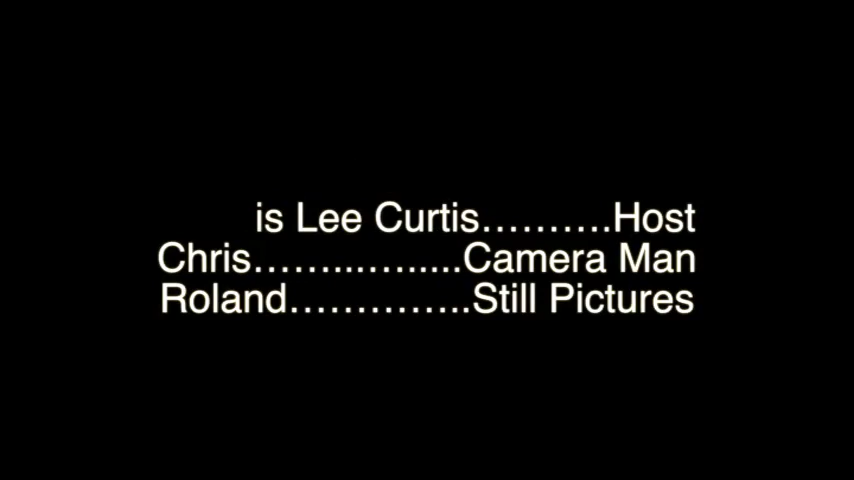 is Lee Curtis……….Host
Chris……..…….....Camera Man
Roland…………..Still Pictures